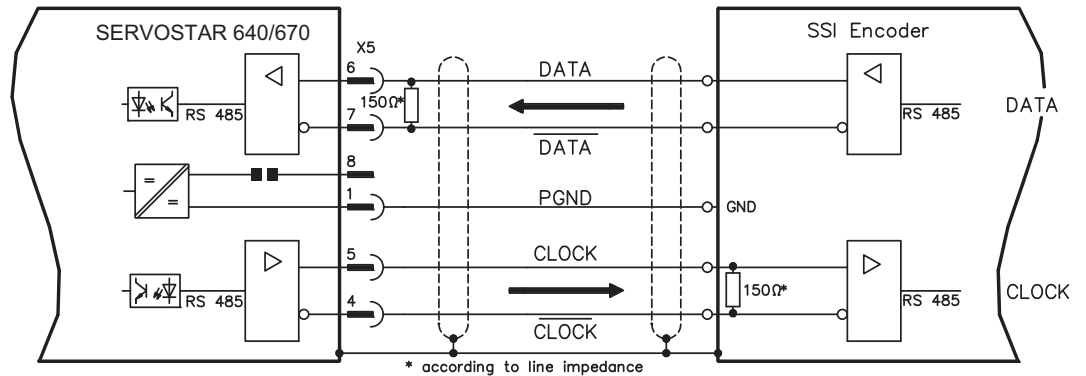 SERVOSTAR 640/670
X5
SSI Encoder
6
DATA
150Ω*
RS 485
7
DATA
RS 485
DATA
8
1
PGND
GND
5
CLOCK
RS 485
4
CLOCK
150Ω*
RS 485
CLOCK
* according to line impedance